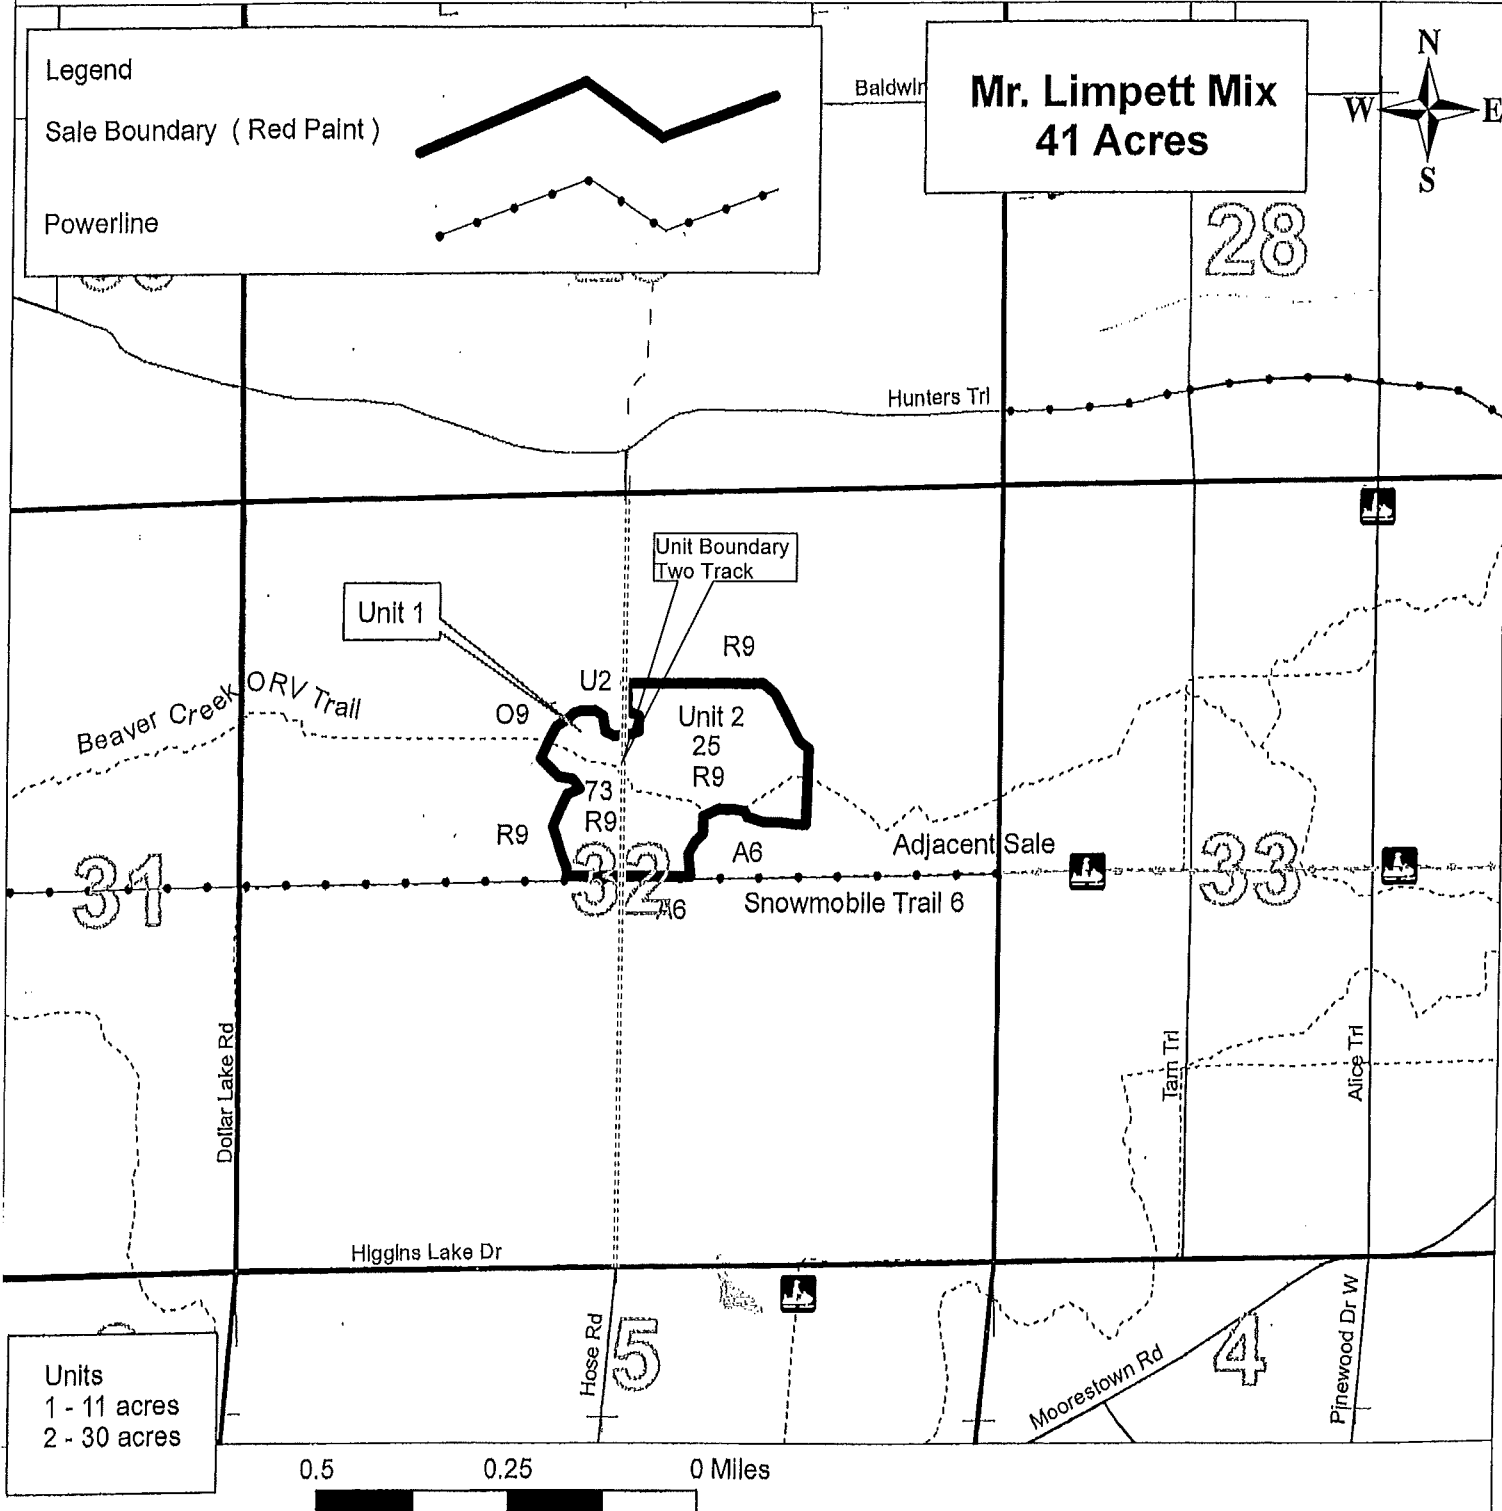 Legend
Sale Boundary ( Red Paint )
Powerline
Mr. Limpett Mix
41 Acres
N
W
E
S
28
Hunters Trl
Unit Boundary
Two Track
Unit 1
R9
U2
Beaver Creek ORV Trail
O9
Unit 2
25
R9
73
R9
R9
A6
Adjacent Sale
31
32
33
A6
Snowmobile Trail 6
Dollar Lake Rd
Tarn Trl
Alice Trl
Higgins Lake Dr
Hose Rd
5
4
Moorestown Rd
Pinewood Dr W
Units
1 - 11 acres
2 - 30 acres
0.5
0.25
0 Miles